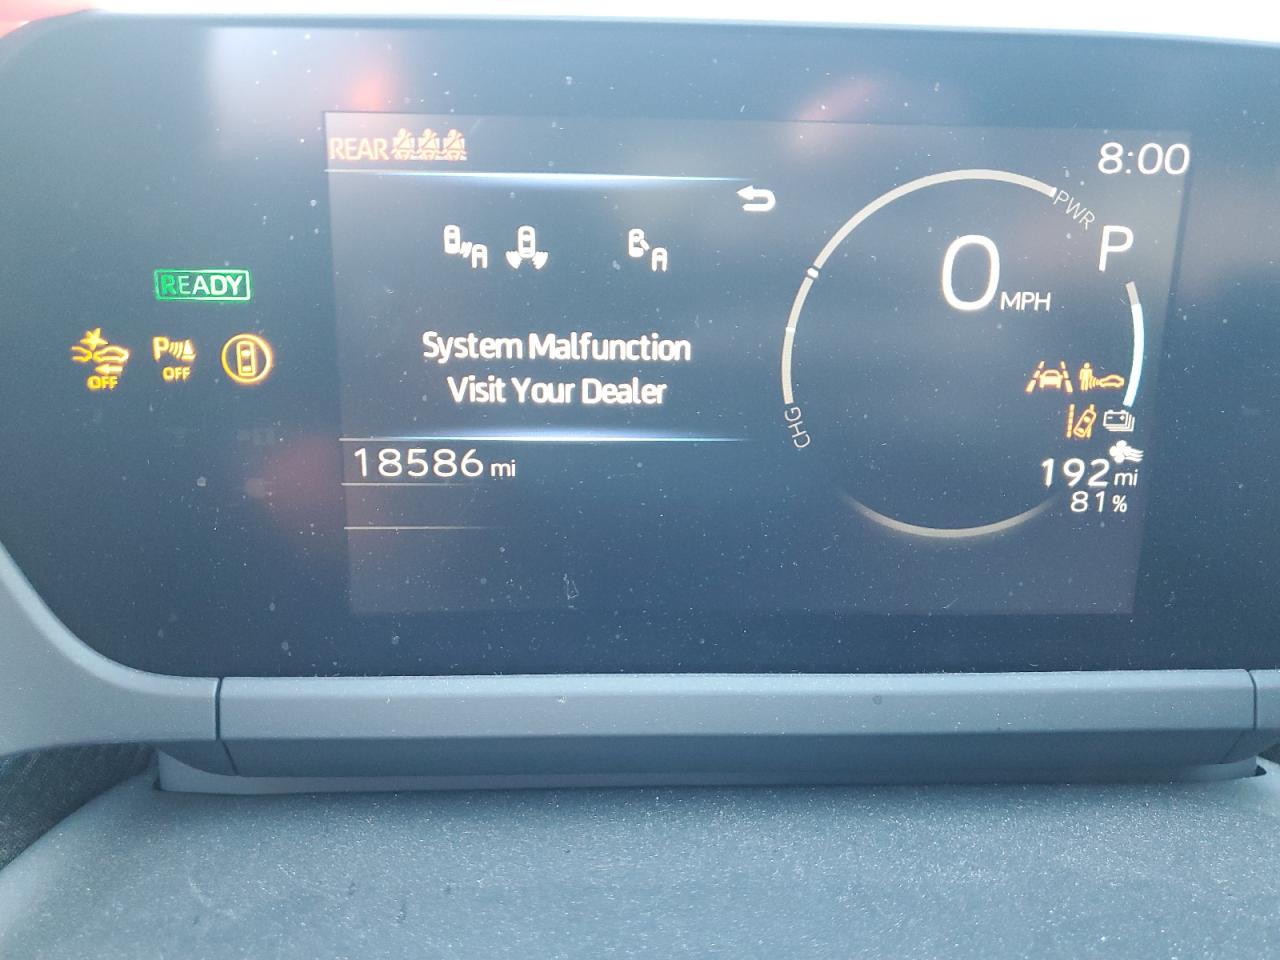 REAR
8:00
PWR
P
0 MPH
READY
OFF
P
OFF
A
A
System Malfunction
Visit Your Dealer
CHG
18586 mi
192 mi
81%